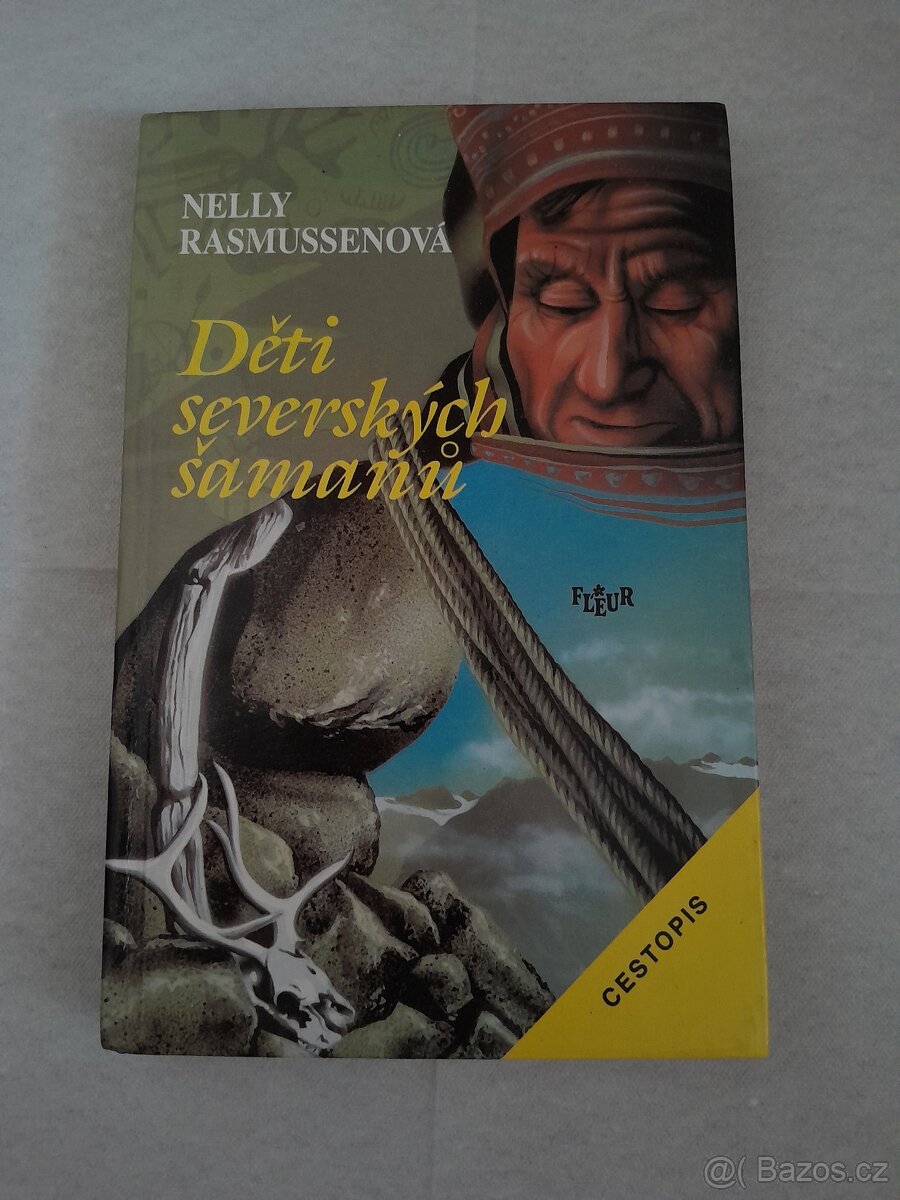 NELLY
RASMUSSENOVÁ
Děti
severských
šamanů
FLEUR
CESTOPIS
@( Bazos.cz